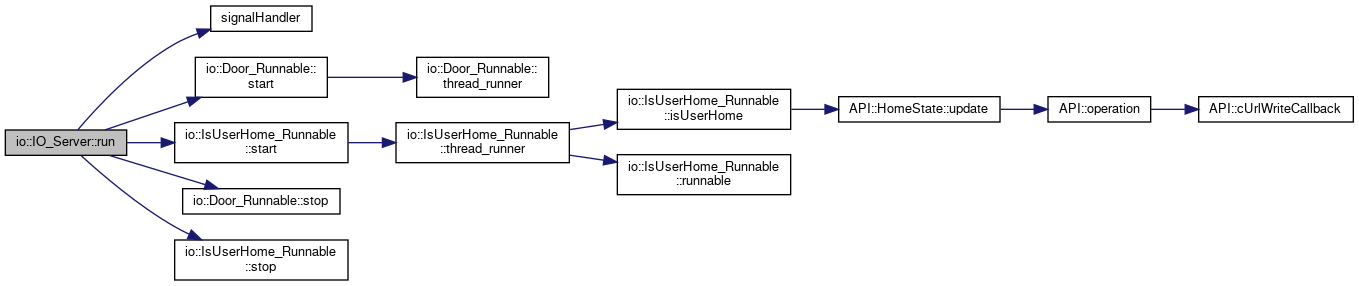 signalHandler
io::Door_Runnable::
start
io::Door_Runnable::
thread_runner
io::IsUserHome_Runnable
::isUserHome
API::HomeState::update
API::operation
API::cUrlWriteCallback
io::IO_Server::run
io::IsUserHome_Runnable
::start
io::IsUserHome_Runnable
::thread_runner
io::IsUserHome_Runnable
::runnable
io::Door_Runnable::stop
io::IsUserHome_Runnable
::stop